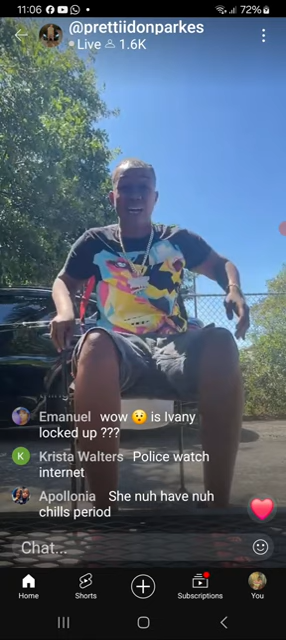 11:06
72%
@prettiidonparkes
Live 1.6K
Emanuel wow 😯 is Ivany
locked up ???
K Krista Walters Police watch
internet
Apollonia She nuh have nuh
chills period
Chat...
Home Shorts Subscriptions You